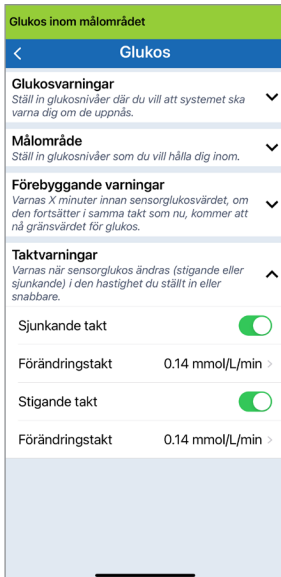 Glukos inom målområdet
Glukos
Glukosvarningar
Ställ in glukosnivåer där du vill att systemet ska
varna dig om de uppnås.
Målområde
Ställ in glukosnivåer som du vill hålla dig inom.
Förebyggande varningar
Varnas X minuter innan sensorglukosvärdet, om
den fortsätter i samma takt som nu, kommer att
nå gränsvärdet för glukos.
Taktvarningar
Varnas när sensorglukos ändras (stigande eller
sjunkande) i den hastighet du ställt in eller
snabbare.
Sjunkande takt
Förändringstakt 0.14 mmol/L/min
Stigande takt
Förändringstakt 0.14 mmol/L/min